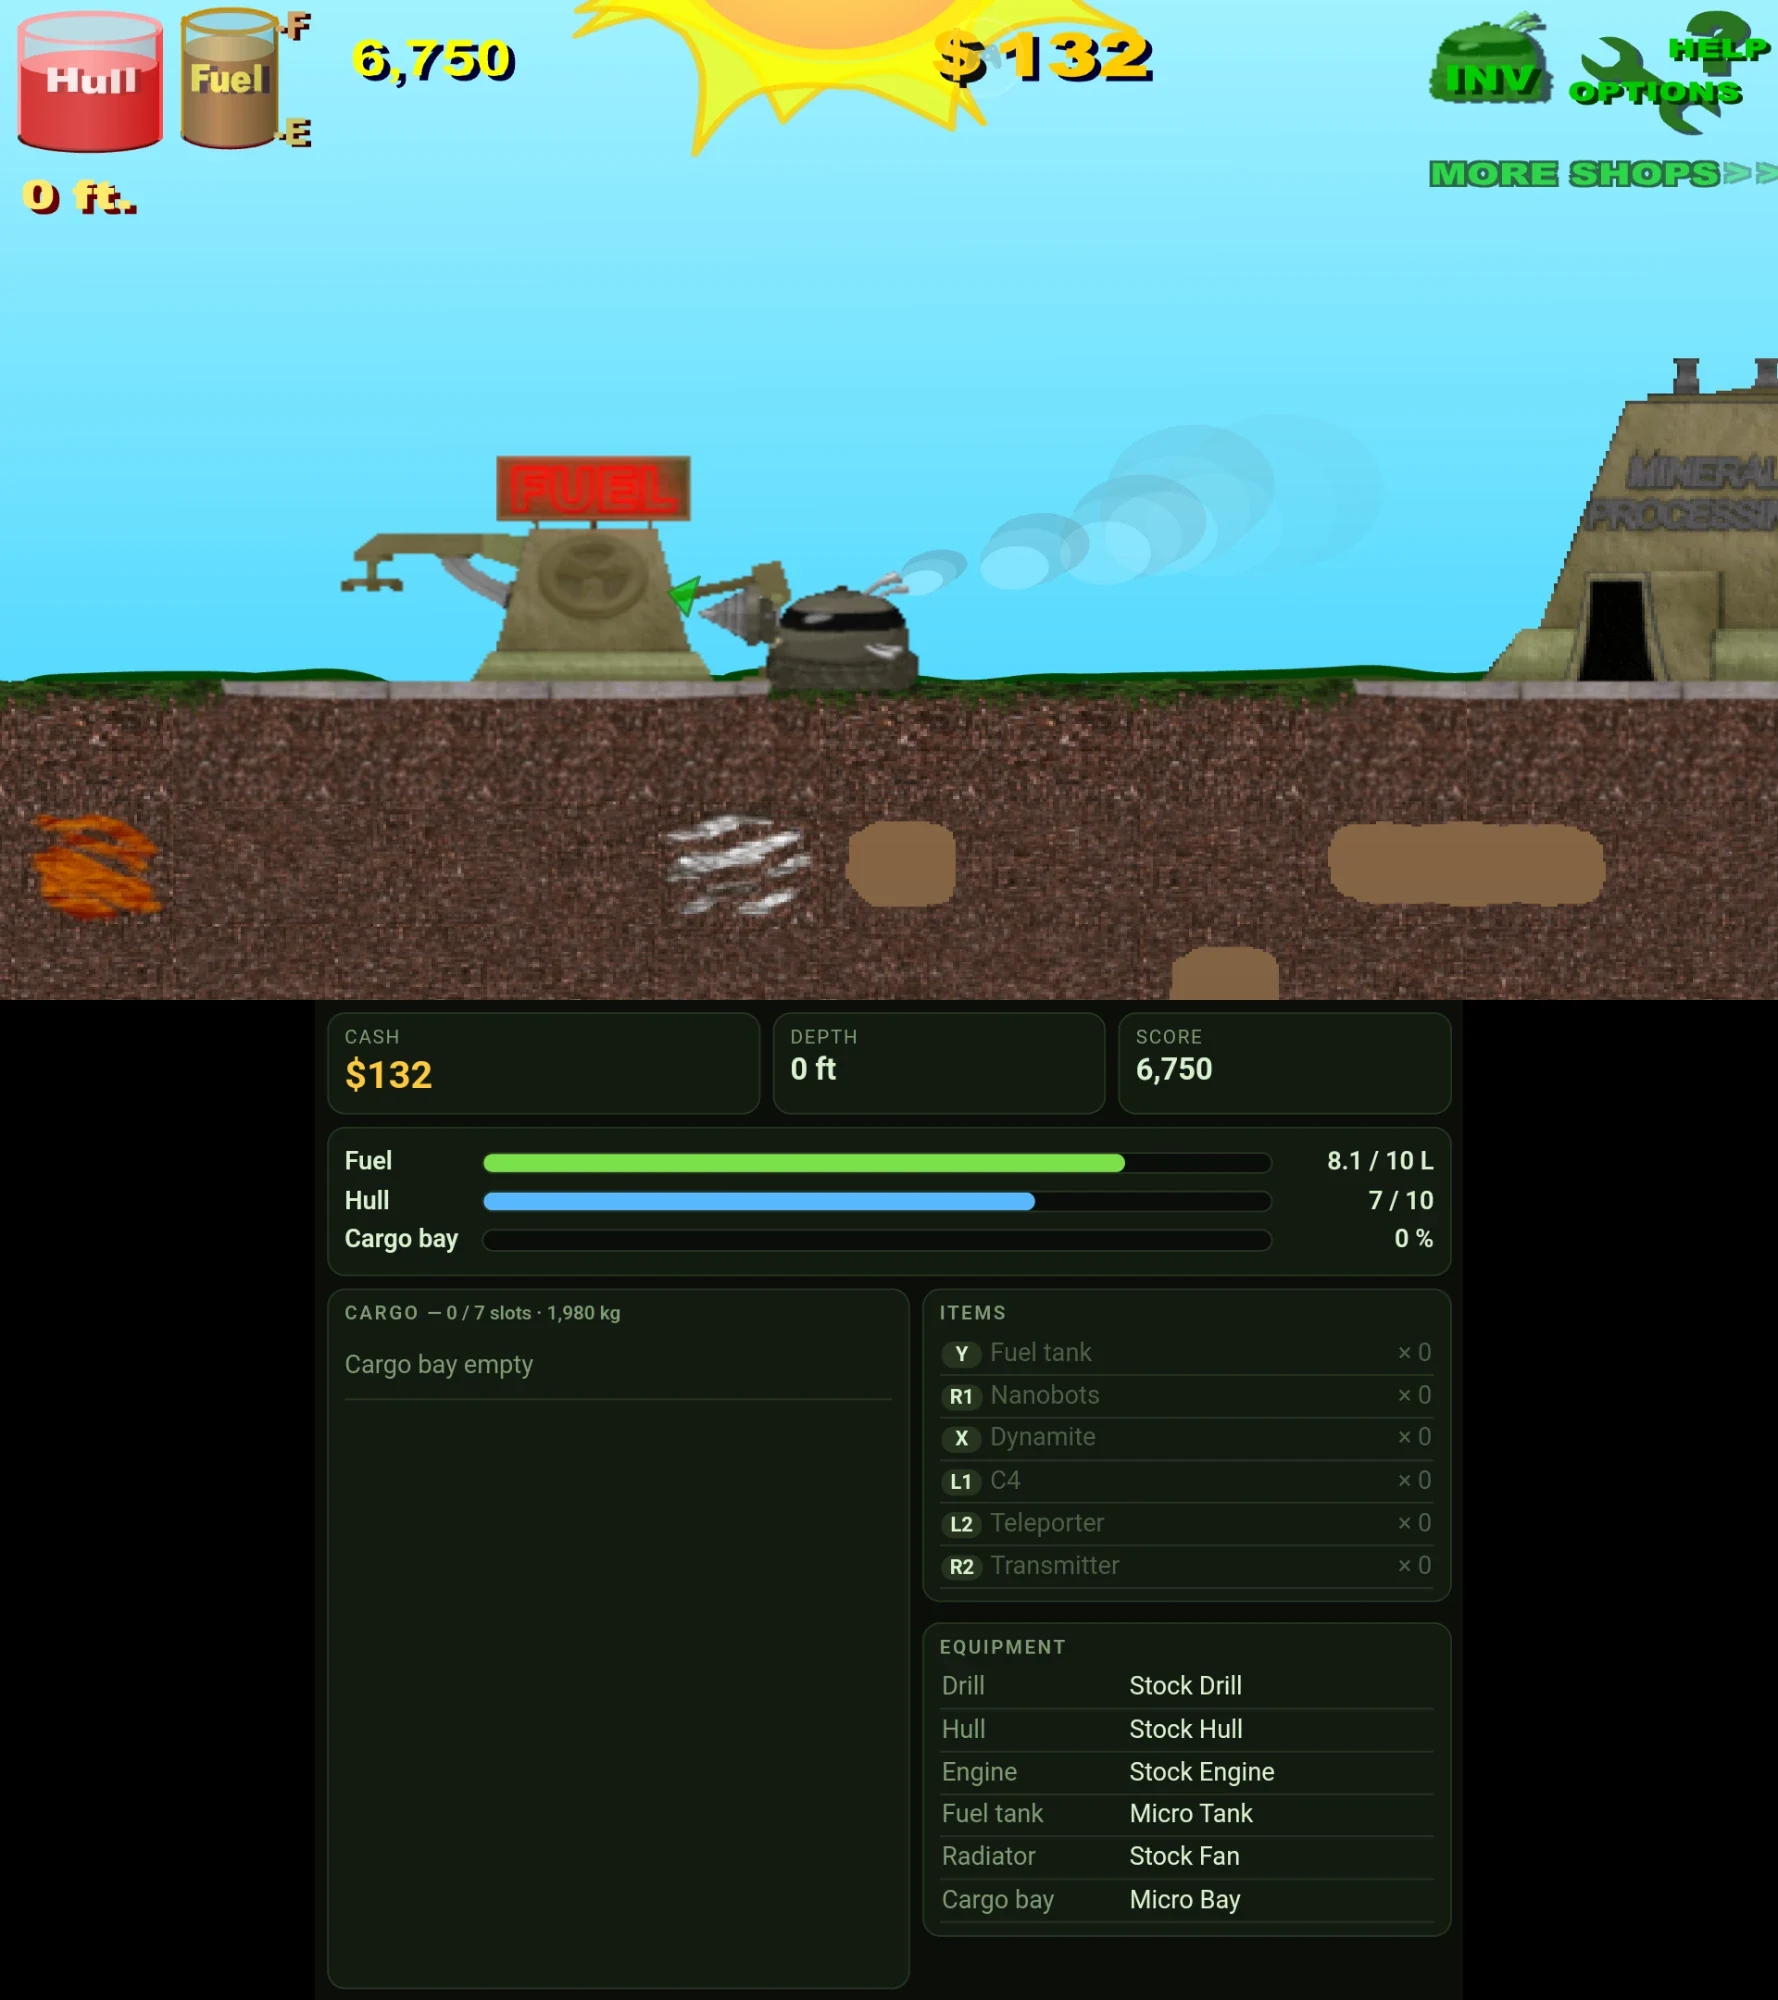 Hull
Fuel
F
E
6,750
$132
INV
HELP
OPTIONS
0 ft.
MORE SHOPS>>
FUEL
MINERAL
PROCESSIN
CASH
$132
DEPTH
0 ft
SCORE
6,750
Fuel
8.1 / 10 L
Hull
7 / 10
Cargo bay
0 %
CARGO — 0 / 7 slots · 1,980 kg
Cargo bay empty
ITEMS
Y Fuel tank × 0
R1 Nanobots × 0
X Dynamite × 0
L1 C4 × 0
L2 Teleporter × 0
R2 Transmitter × 0
EQUIPMENT
Drill Stock Drill
Hull Stock Hull
Engine Stock Engine
Fuel tank Micro Tank
Radiator Stock Fan
Cargo bay Micro Bay